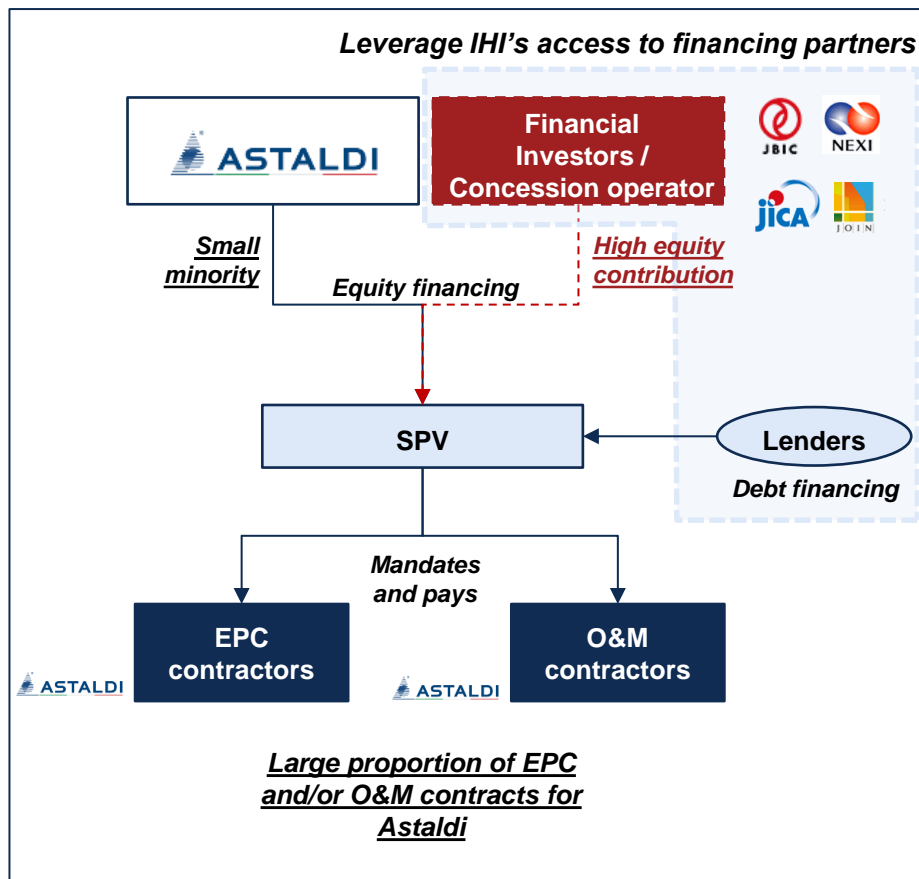 Leverage IHI's access to financing partners
ASTALDI
Financial
Investors /
Concession operator
JBIC
NEXI
JICA
JOIN
Small
minority
Equity financing
High equity
contribution
SPV
Lenders
Debt financing
Mandates
and pays
EPC
contractors
O&M
contractors
ASTALDI
ASTALDI
Large proportion of EPC
and/or O&M contracts for
Astaldi